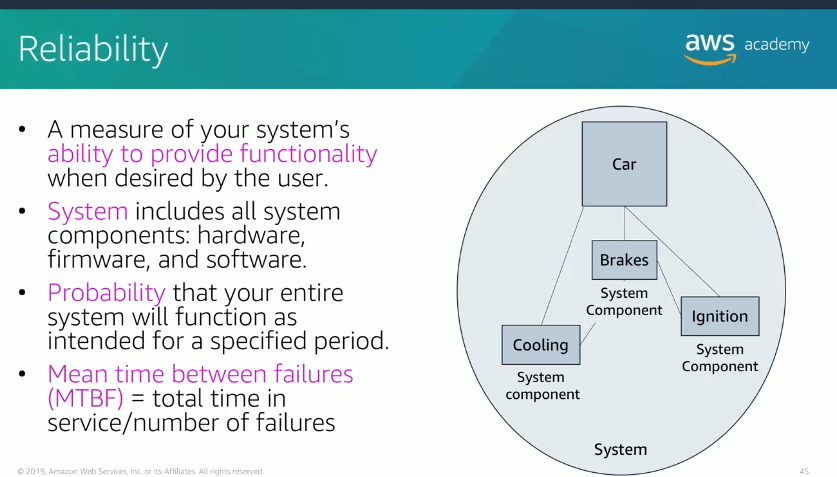 Reliability
aws academy
• A measure of your system's
ability to provide functionality
when desired by the user.
• System includes all system
components: hardware,
firmware, and software.
• Probability that your entire
system will function as
intended for a specified period.
• Mean time between failures
(MTBF) = total time in
service/number of failures
Car
Brakes
System
Component
Ignition
System
Component
Cooling
System
component
System
© 2019, Amazon Web Services, Inc. or its Affiliates. All rights reserved.
45